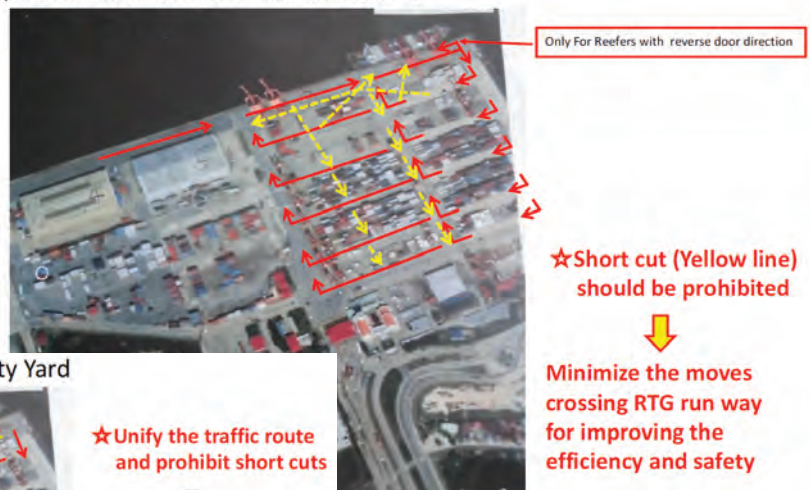 Only For Reefers with reverse door direction
☆Short cut (Yellow line)
should be prohibited
Minimize the moves
crossing RTG run way
for improving the
efficiency and safety
ty Yard
☆Unify the traffic route
and prohibit short cuts